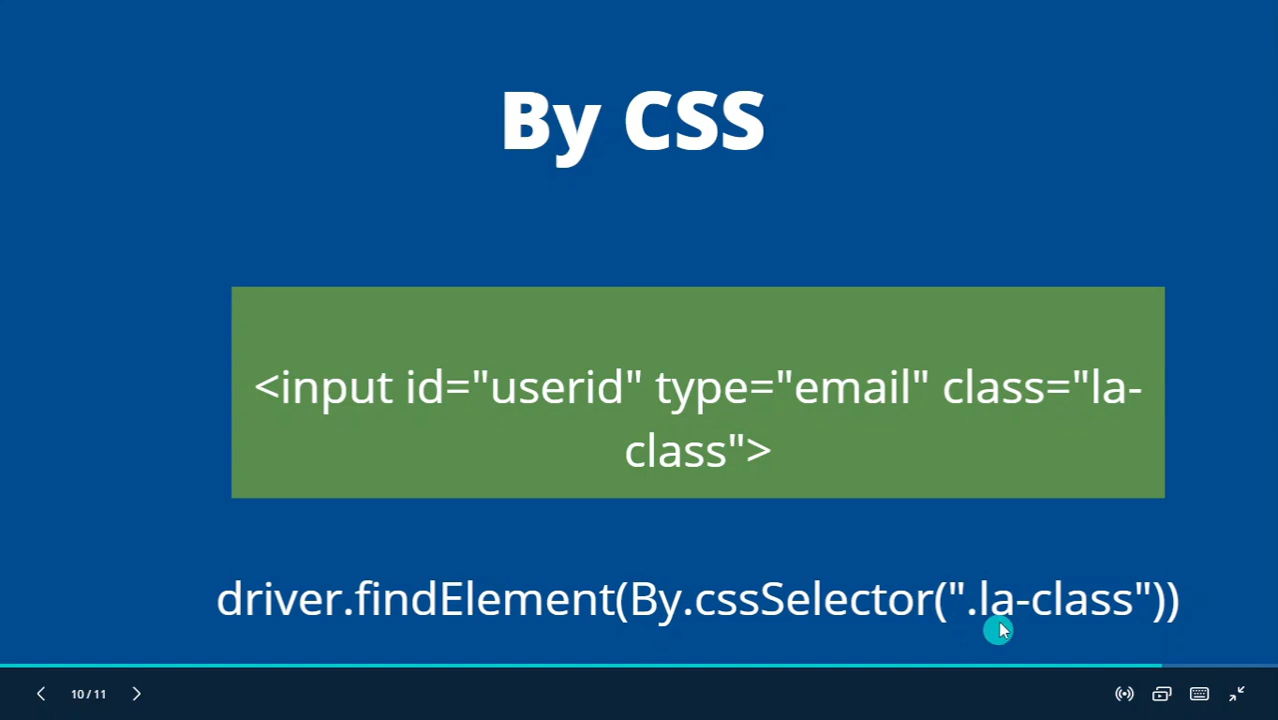 By CSS
<input id="userid" type="email" class="la-
class">
driver.findElement(By.cssSelector(".la-class"))
10 / 11